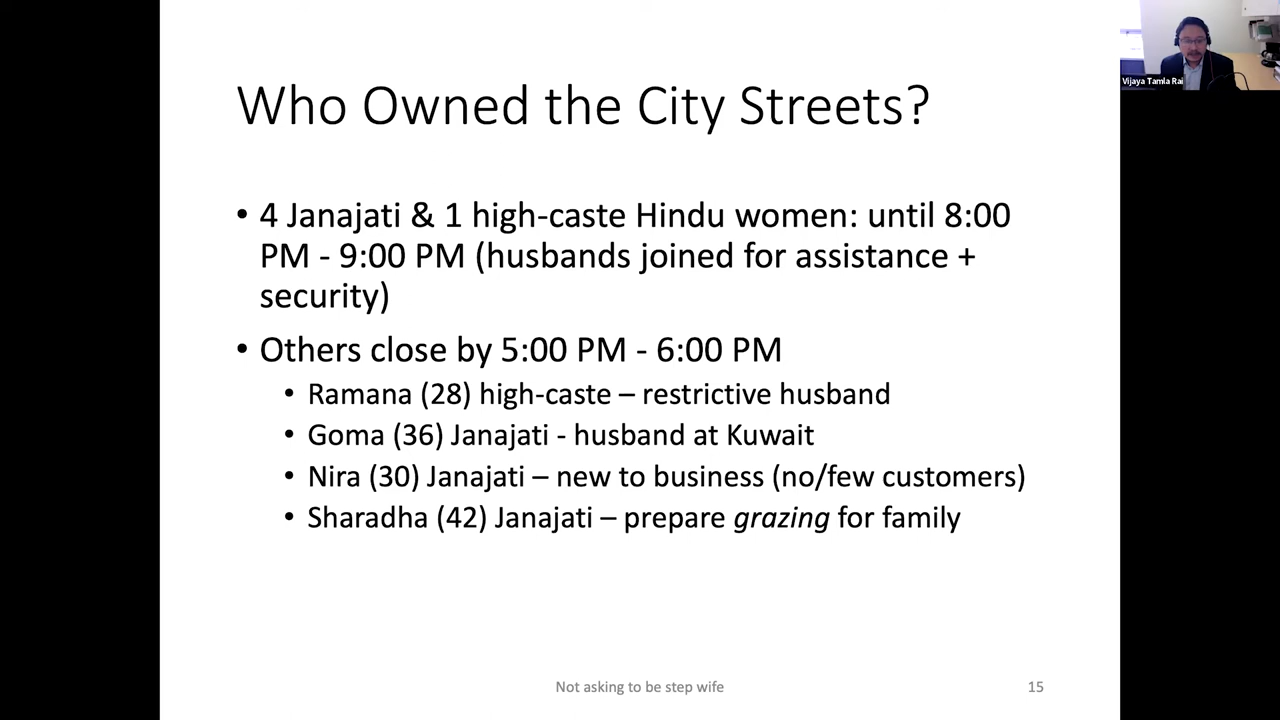 Vijaya Tamla Rai
Who Owned the City Streets?
• 4 Janajati & 1 high-caste Hindu women: until 8:00
PM - 9:00 PM (husbands joined for assistance +
security)
• Others close by 5:00 PM - 6:00 PM
• Ramana (28) high-caste – restrictive husband
• Goma (36) Janajati - husband at Kuwait
• Nira (30) Janajati – new to business (no/few customers)
• Sharadha (42) Janajati – prepare grazing for family
Not asking to be step wife
15